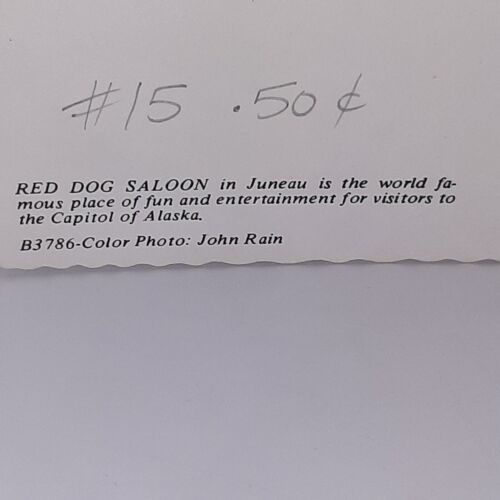 #15 .50¢
RED DOG SALOON in Juneau is the world fa-
mous place of fun and entertainment for visitors to
the Capitol of Alaska.
B3786-Color Photo: John Rain